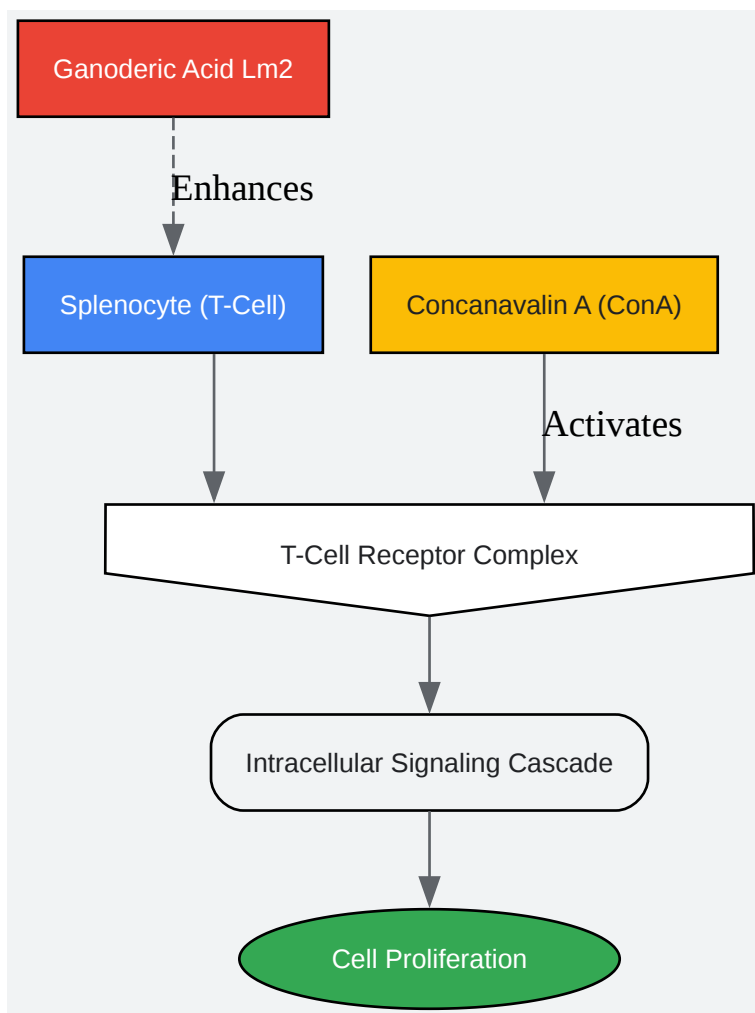 Ganoderic Acid Lm2
Enhances
Splenocyte (T-Cell)
Concanavalin A (ConA)
Activates
T-Cell Receptor Complex
Intracellular Signaling Cascade
Cell Proliferation